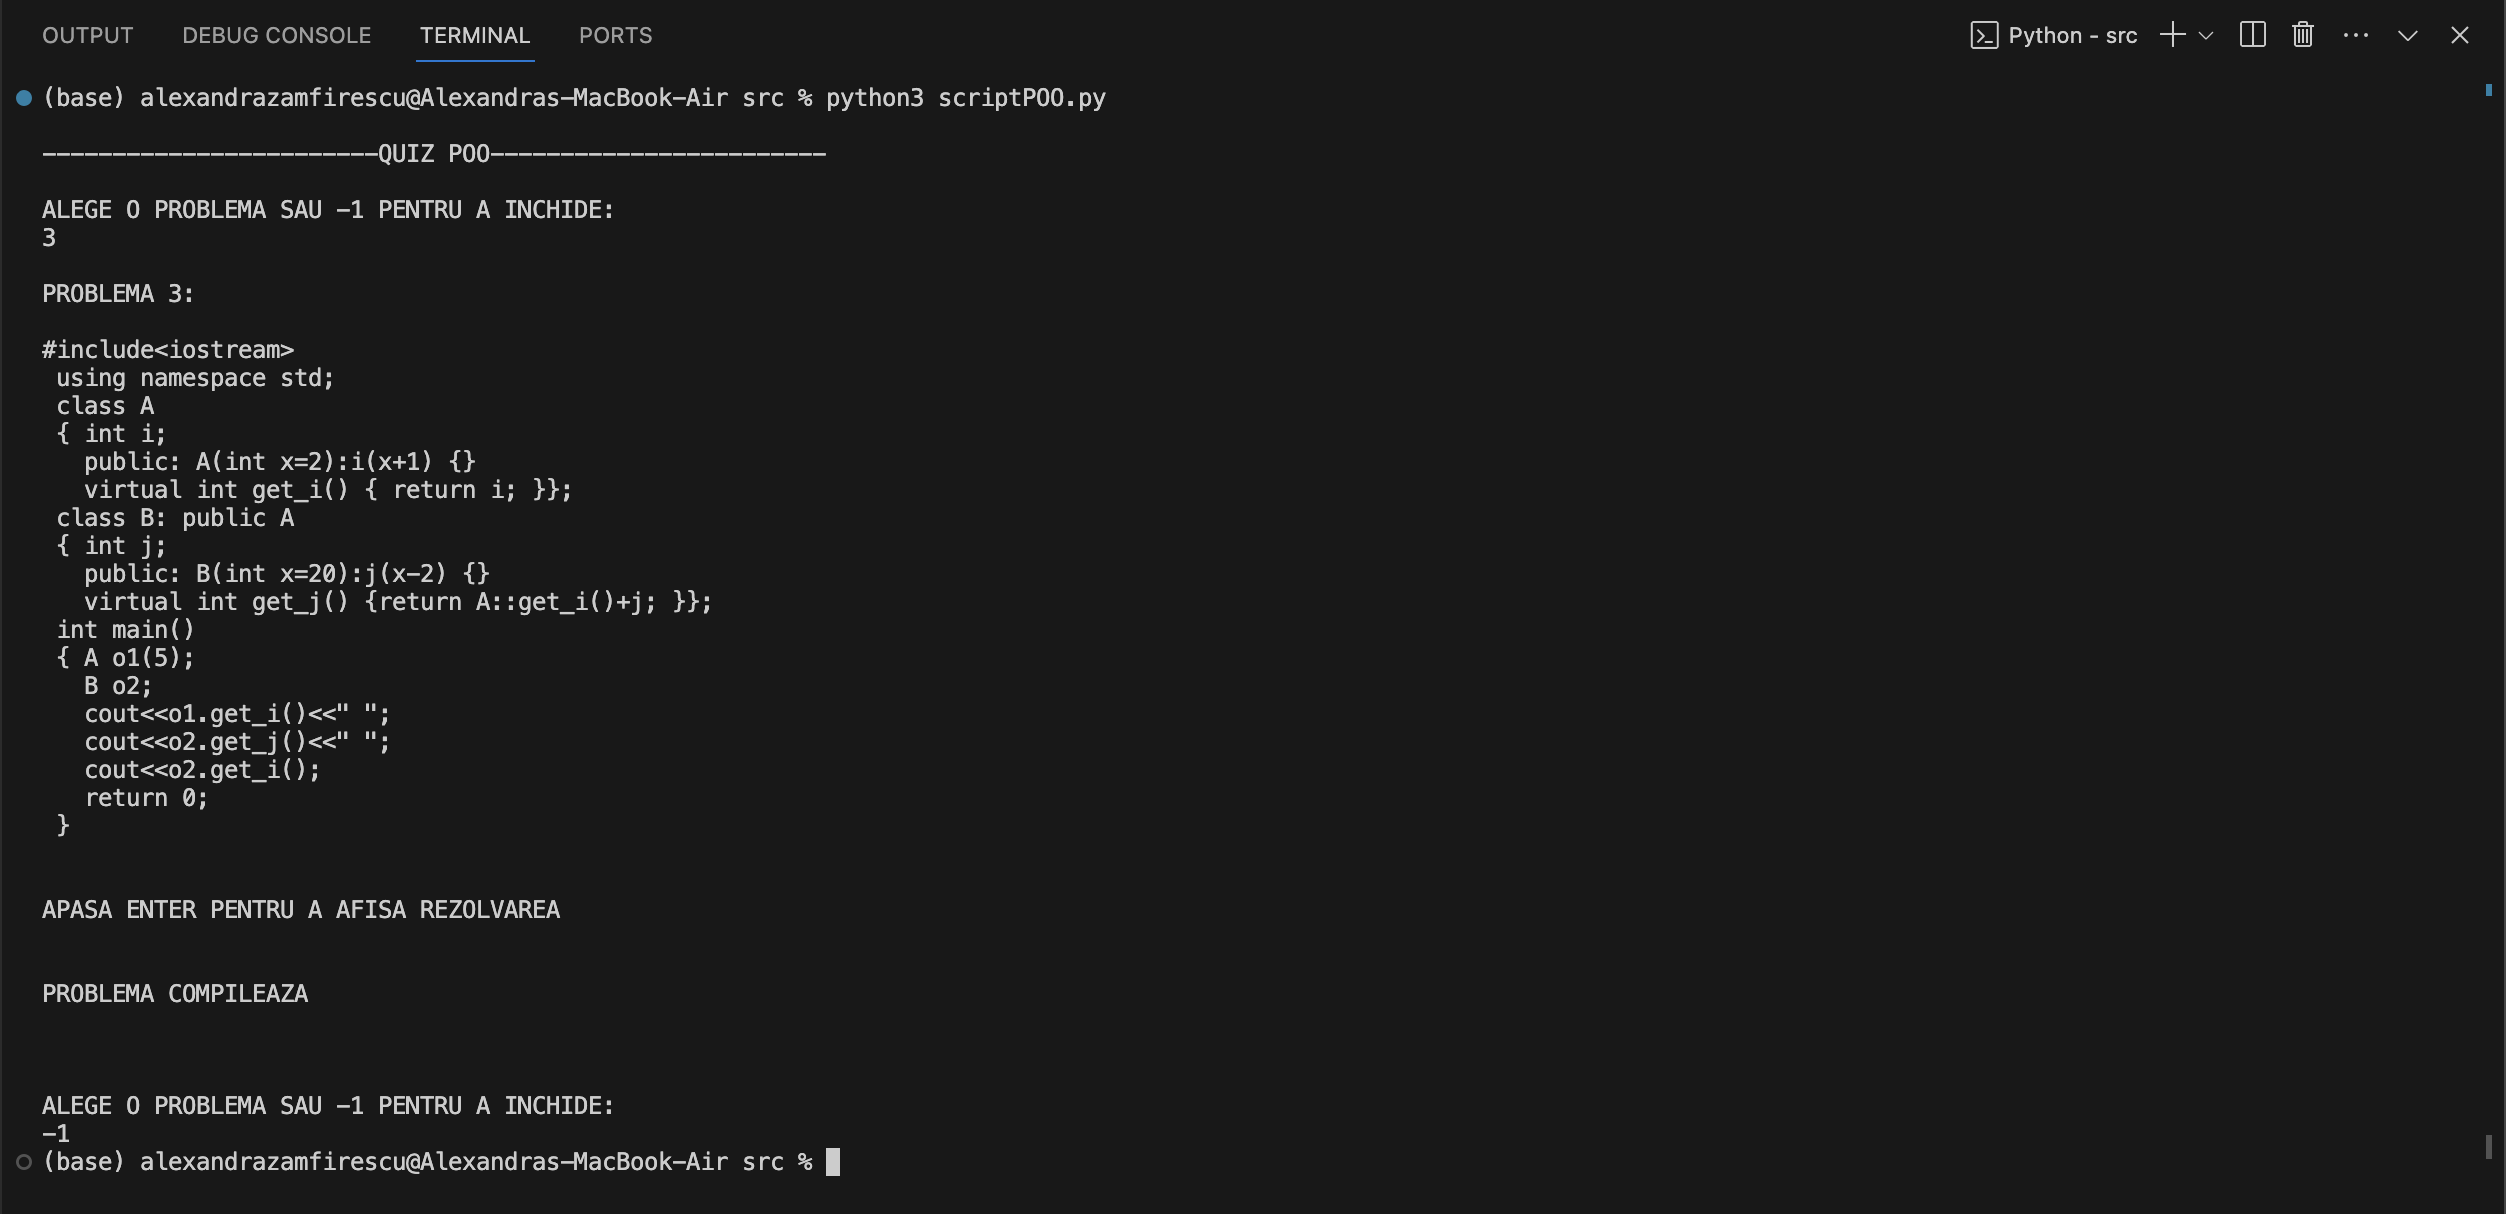 OUTPUT DEBUG CONSOLE TERMINAL PORTS Python - src
(base) alexandrazamfirescu@Alexandras-MacBook-Air src % python3 scriptPOO.py
------------------------QUIZ POO------------------------
ALEGE O PROBLEMA SAU -1 PENTRU A INCHIDE:
3
PROBLEMA 3:
#include<iostream>
 using namespace std;
 class A
 { int i;
   public: A(int x=2):i(x+1) {}
   virtual int get_i() { return i; }};
 class B: public A
 { int j;
   public: B(int x=20):j(x-2) {}
   virtual int get_j() {return A::get_i()+j; }};
 int main()
 { A o1(5);
   B o2;
   cout<<o1.get_i()<<" ";
   cout<<o2.get_j()<<" ";
   cout<<o2.get_i();
   return 0;
 }
APASA ENTER PENTRU A AFISA REZOLVAREA
PROBLEMA COMPILEAZA
ALEGE O PROBLEMA SAU -1 PENTRU A INCHIDE:
-1
(base) alexandrazamfirescu@Alexandras-MacBook-Air src %